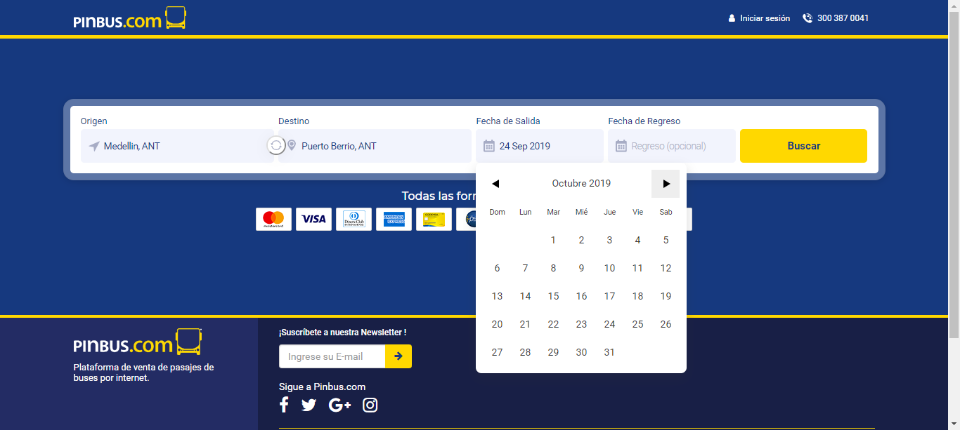 PINBUS.com
Iniciar sesión
300 387 0041
Origen
Destino
Fecha de Salida
Fecha de Regreso
Medellin, ANT
Puerto Berrio, ANT
24 Sep 2019
Regreso (opcional)
Buscar
Todas las
VISA
Octubre 2019
Dom Lun Mar Mié Jue Vie Sab
1 2 3 4 5
6 7 8 9 10 11 12
13 14 15 16 17 18 19
20 21 22 23 24 25 26
27 28 29 30 31
PINBUS.com
Plataforma de venta de pasajes de
buses por internet.
¡Suscríbete a nuestra Newsletter !
Ingrese su E-mail
Sigue a Pinbus.com